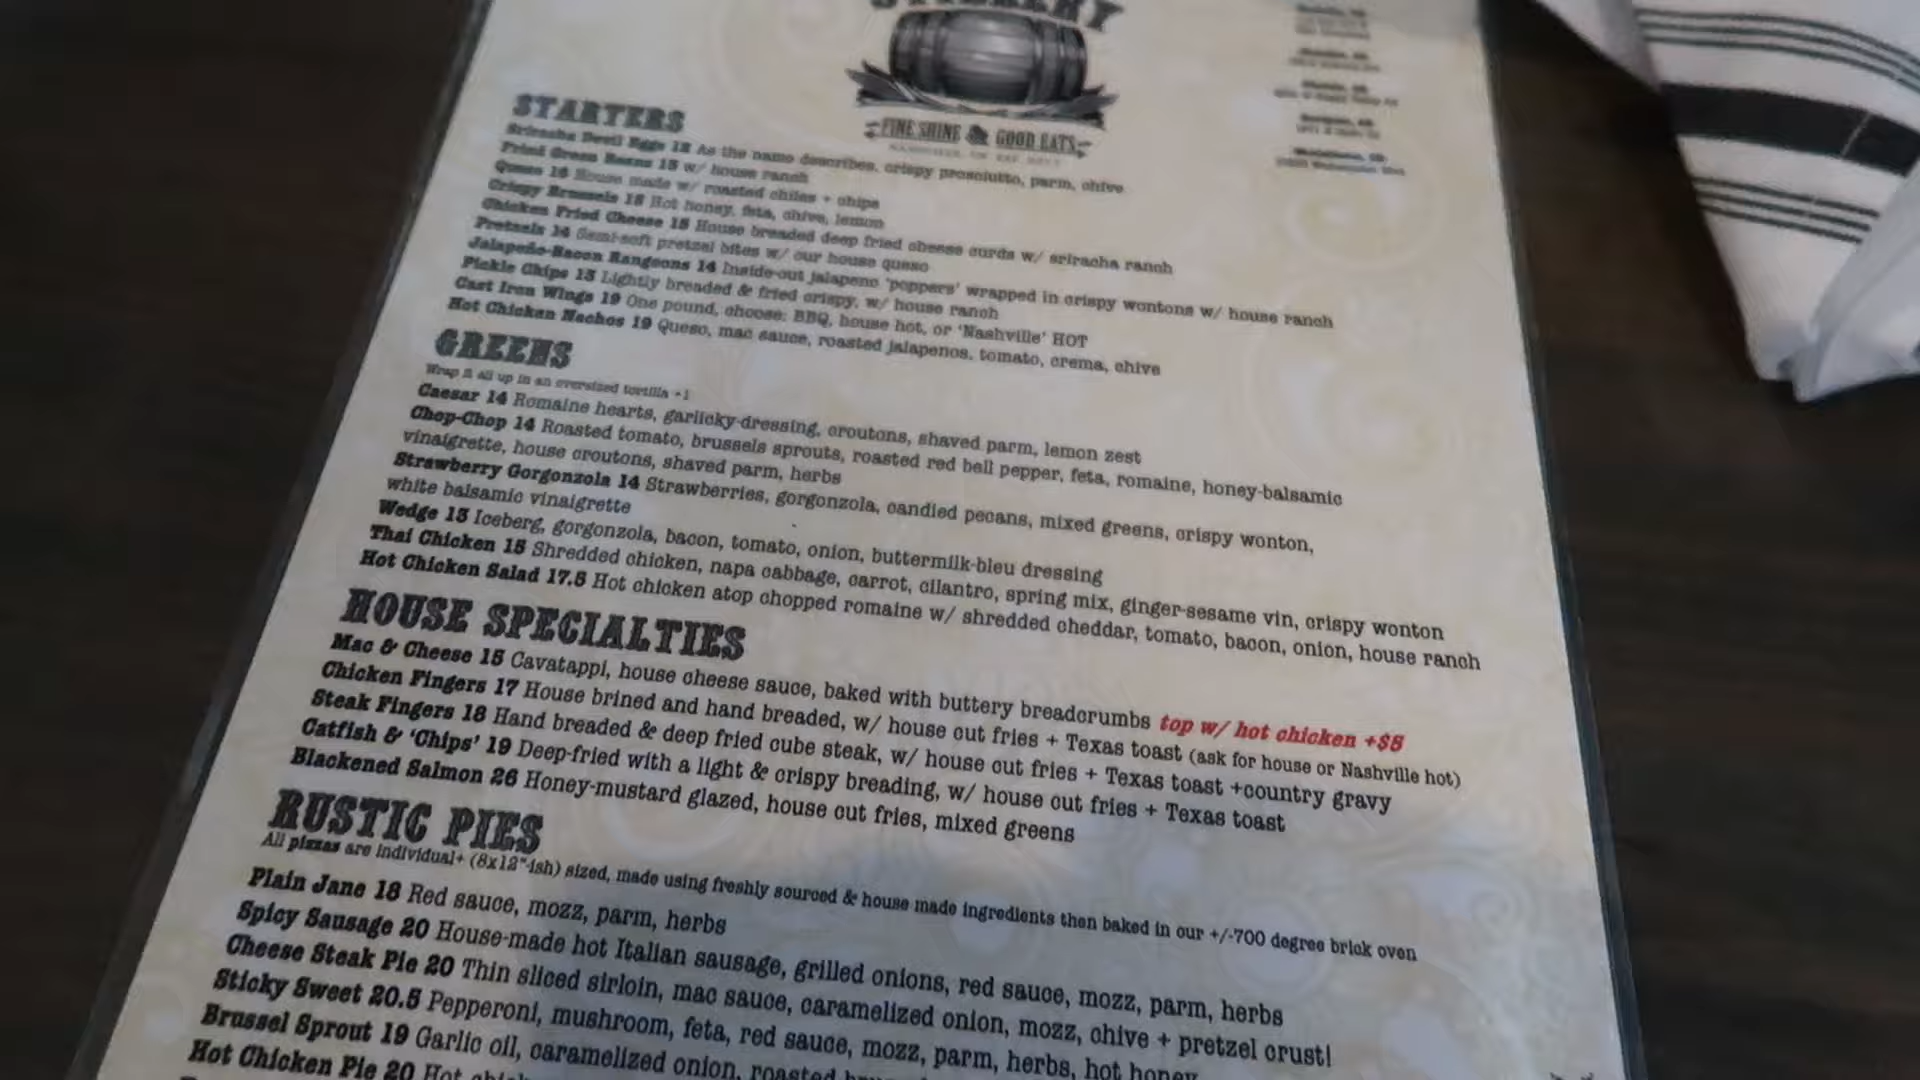 FINE SHINE & GOOD EATS
STARTERS
Sriracha Devil Eggs 12 As the name describes, crispy prosciutto, parm, chive
Fried Green Beans 13 w/ house ranch
Queso 13 House made w/ roasted chiles + chips
Crispy Brussels 15 Hot honey, feta, chive, lemon
Chicken Fried Cheese 15 House breaded deep fried cheese curds w/ sriracha ranch
Pretzels 14 Semi-soft pretzel bites w/ our house queso
Jalapeño-Bacon Rangoons 14 Inside-out jalapeno 'poppers' wrapped in crispy wontons w/ house ranch
Pickle Chips 13 Lightly breaded & fried crispy, w/ house ranch
Cast Iron Wings 19 One pound, choose: BBQ, house hot, or 'Nashville' HOT
Hot Chicken Nachos 19 Queso, mac sauce, roasted jalapenos, tomato, crema, chive
GREENS
Wrap it all up in an oversized tortilla +1
Caesar 14 Romaine hearts, garlicky-dressing, croutons, shaved parm, lemon zest
Chop-Chop 14 Roasted tomato, brussels sprouts, roasted red bell pepper, feta, romaine, honey-balsamic
vinaigrette, house croutons, shaved parm, herbs
Strawberry Gorgonzola 14 Strawberries, gorgonzola, candied pecans, mixed greens, crispy wonton,
white balsamic vinaigrette
Wedge 13 Iceberg, gorgonzola, bacon, tomato, onion, buttermilk-bleu dressing
Thai Chicken 15 Shredded chicken, napa cabbage, carrot, cilantro, spring mix, ginger-sesame vin, crispy wonton
Hot Chicken Salad 17.5 Hot chicken atop chopped romaine w/ shredded cheddar, tomato, bacon, onion, house ranch
HOUSE SPECIALTIES
Mac & Cheese 15 Cavatappi, house cheese sauce, baked with buttery breadcrumbs top w/ hot chicken +$5
Chicken Fingers 17 House brined and hand breaded, w/ house cut fries + Texas toast (ask for house or Nashville hot)
Steak Fingers 18 Hand breaded & deep fried cube steak, w/ house cut fries + Texas toast +country gravy
Catfish & 'Chips' 19 Deep-fried with a light & crispy breading, w/ house cut fries + Texas toast
Blackened Salmon 26 Honey-mustard glazed, house cut fries, mixed greens
RUSTIC PIES
All pizzas are individual+ (8x12"-ish) sized, made using freshly sourced & house made ingredients then baked in our +/-700 degree brick oven
Plain Jane 18 Red sauce, mozz, parm, herbs
Spicy Sausage 20 House-made hot Italian sausage, grilled onions, red sauce, mozz, parm, herbs
Cheese Steak Pie 20 Thin sliced sirloin, mac sauce, caramelized onion, mozz, chive + pretzel crust!
Sticky Sweet 20.5 Pepperoni, mushroom, feta, red sauce, mozz, parm, herbs, hot honey
Brussel Sprout 19 Garlic oil, caramelized onion, roasted
Hot Chicken Pie 20 Hot